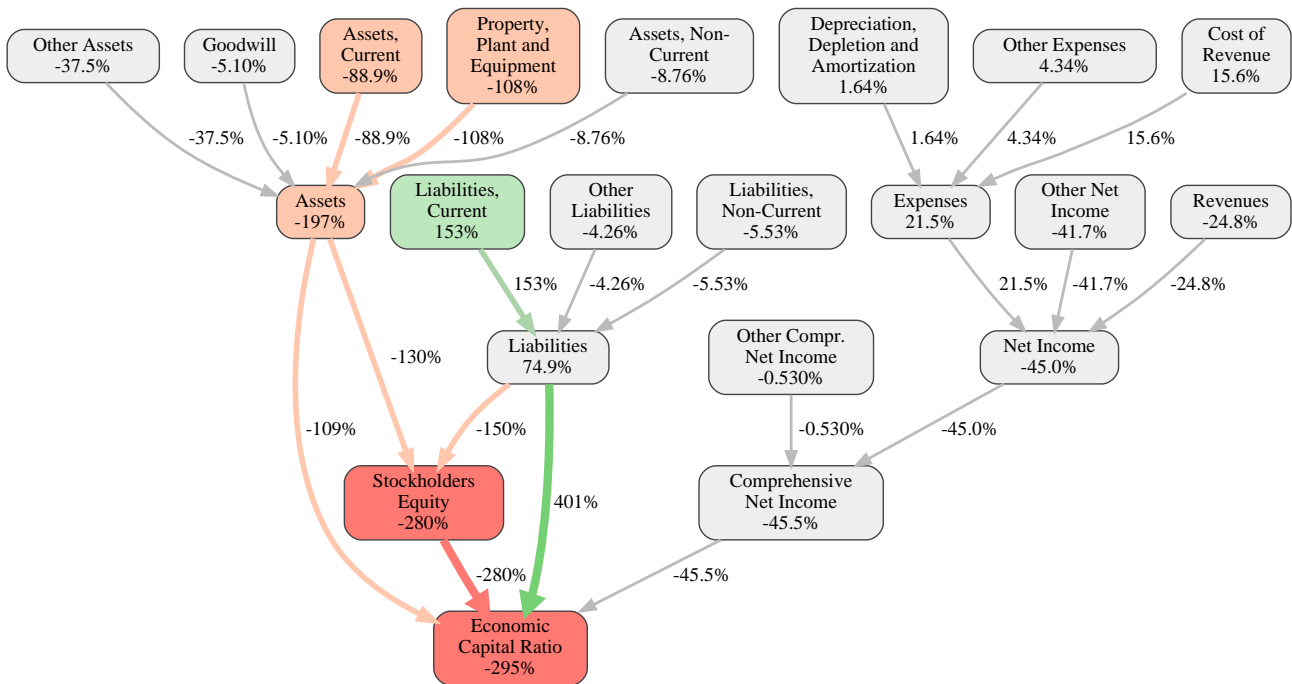 Other Assets
-37.5%
Goodwill
-5.10%
Assets,
Current
-88.9%
Property,
Plant and
Equipment
-108%
Assets, Non-
Current
-8.76%
Depreciation,
Depletion and
Amortization
1.64%
Other Expenses
4.34%
Cost of
Revenue
15.6%
-37.5%
-5.10%
-88.9%
-108%
-8.76%
1.64%
4.34%
15.6%
Assets
-197%
Liabilities,
Current
153%
Other
Liabilities
-4.26%
Liabilities,
Non-Current
-5.53%
Expenses
21.5%
Other Net
Income
-41.7%
Revenues
-24.8%
153%
-4.26%
-5.53%
21.5%
-41.7%
-24.8%
-130%
Liabilities
74.9%
Other Compr.
Net Income
-0.530%
Net Income
-45.0%
-109%
-150%
-0.530%
-45.0%
Stockholders
Equity
-280%
401%
Comprehensive
Net Income
-45.5%
-280%
-45.5%
Economic
Capital Ratio
-295%